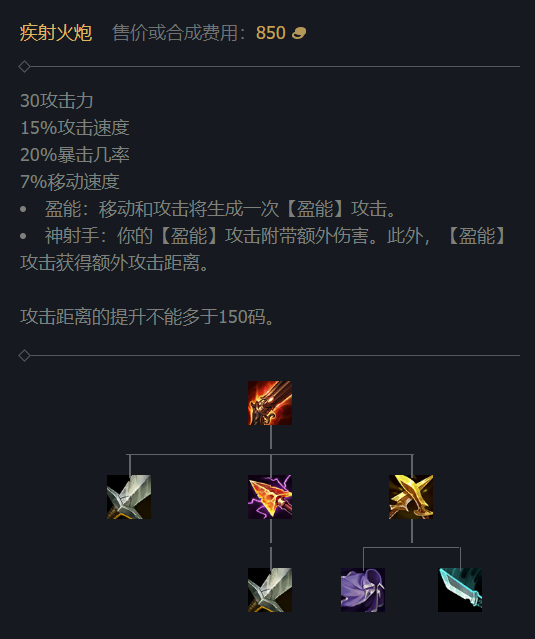 疾射火炮 售价或合成费用：850
30攻击力
15%攻击速度
20%暴击几率
7%移动速度
• 盈能：移动和攻击将生成一次【盈能】攻击。
• 神射手：你的【盈能】攻击附带额外伤害。此外，【盈能】
攻击获得额外攻击距离。
攻击距离的提升不能多于150码。